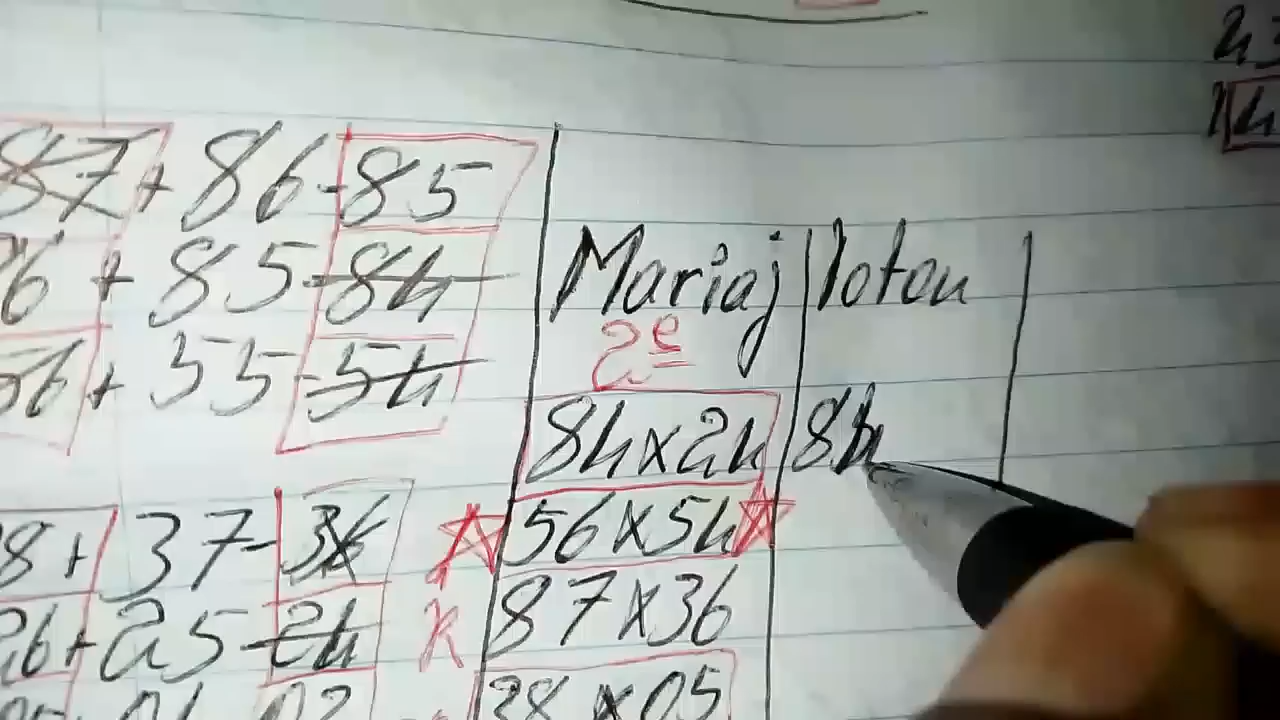 87 + 86 - 85
86 + 85 - 84
56 + 55 - 54
Mariaj lotou
2e
84x24 84
56x54
87x36
38x05
38 + 37 - 36
26 + 25 - 24